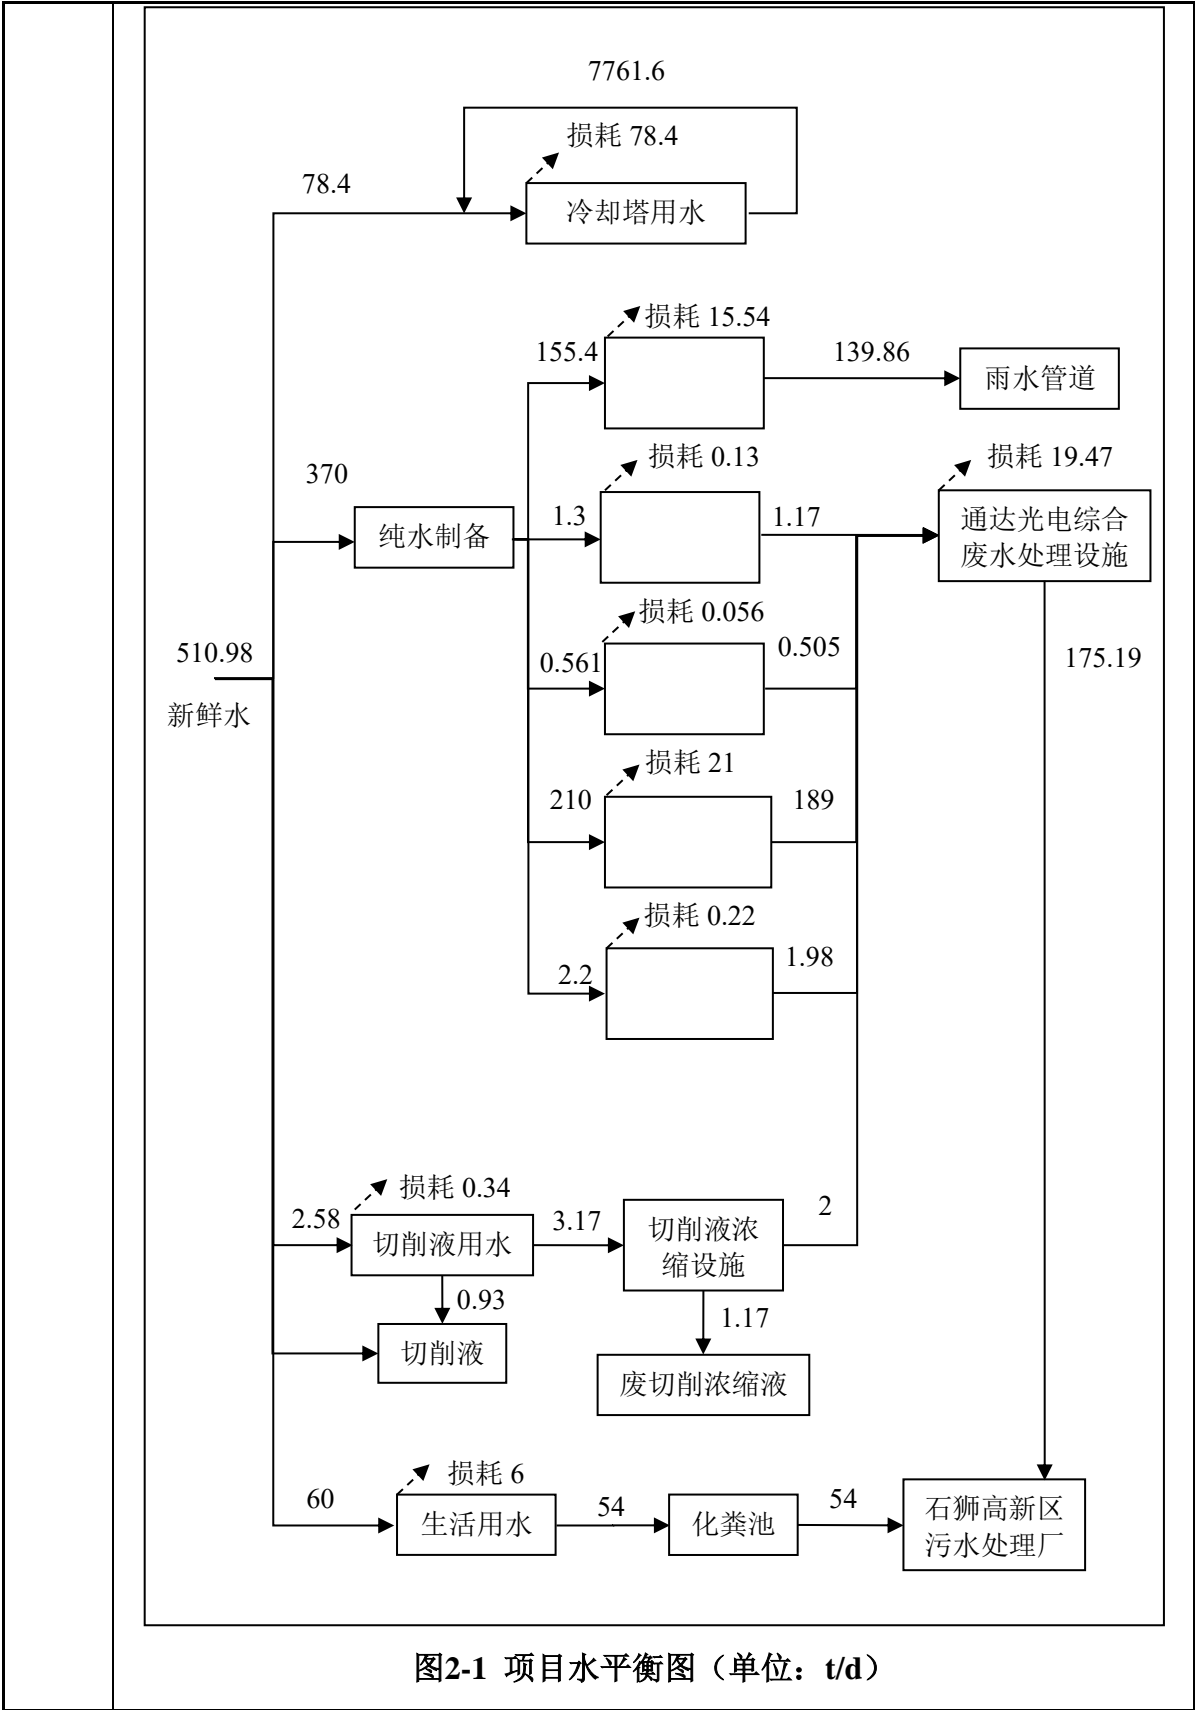 7761.6
损耗 78.4
78.4
冷却塔用水
损耗 15.54
155.4
139.86
雨水管道
损耗 0.13
损耗 19.47
370
1.3
1.17
纯水制备
通达光电综合
废水处理设施
损耗 0.056
0.561
0.505
510.98
175.19
新鲜水
损耗 21
210
189
损耗 0.22
2.2
1.98
损耗 0.34
2.58
3.17
2
切削液用水
切削液浓
缩设施
0.93
1.17
切削液
废切削浓缩液
损耗 6
60
54
54
生活用水
化粪池
石狮高新区
污水处理厂
图2-1 项目水平衡图（单位：t/d）